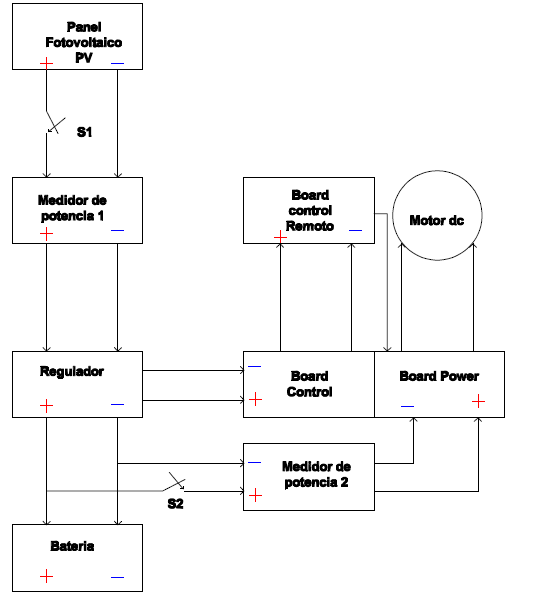 Panel
Fotovoltaico
PV
+ —
S1
Medidor de
potencia 1
+ —
Board
control
Remoto
+ —
Motor dc
Regulador
+ —
—
+
Board
Control
Board Power
— +
—
+
Medidor de
potencia 2
S2
Bateria
+ —